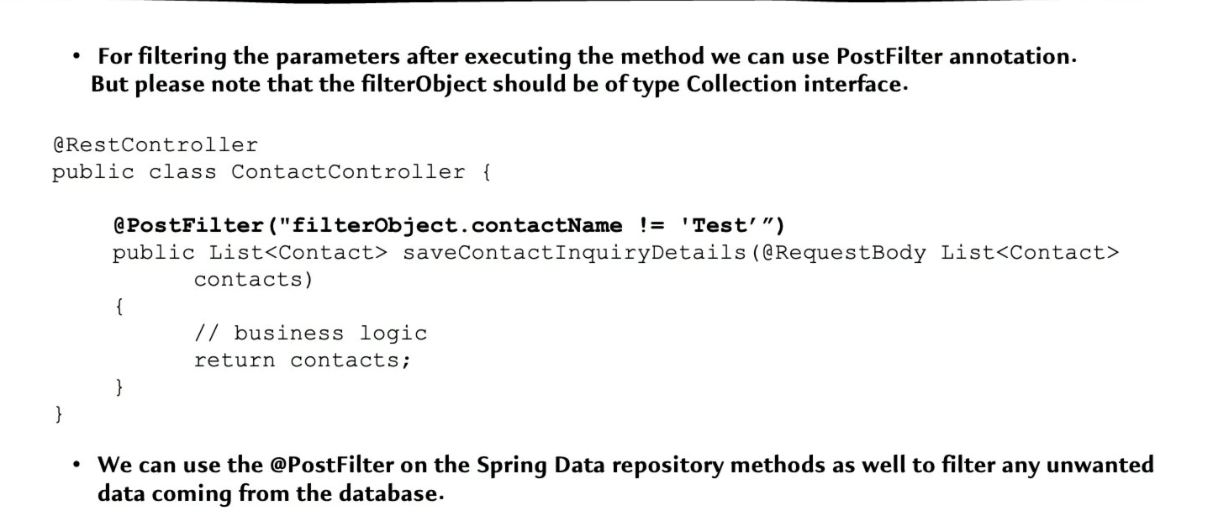 • For filtering the parameters after executing the method we can use PostFilter annotation.
But please note that the filterObject should be of type Collection interface.
@RestController
public class ContactController {
@PostFilter("filterObject.contactName != 'Test’”)
public List<Contact> saveContactInquiryDetails(@RequestBody List<Contact>
contacts)
{
// business logic
return contacts;
}
}
• We can use the @PostFilter on the Spring Data repository methods as well to filter any unwanted
data coming from the database.